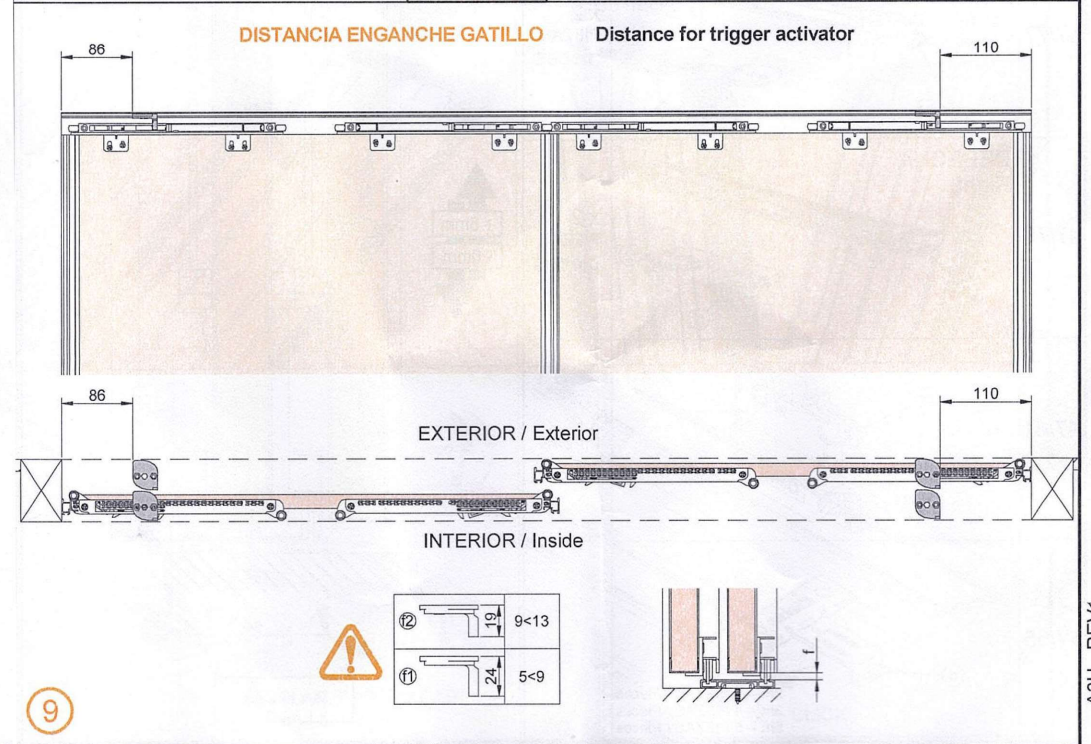 DISTANCIA ENGANCHE GATILLO Distance for trigger activator
86 110
86 110
EXTERIOR / Exterior
INTERIOR / Inside
f2 19 9<13
f1 24 5<9
f
9